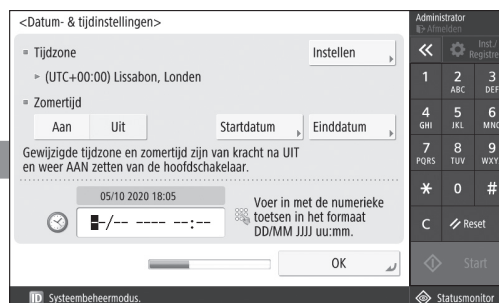 <Datum- & tijdinstellingen>
Tijdzone
Instellen
(UTC+00:00) Lissabon, Londen
Zomertijd
Aan
Uit
Startdatum
Einddatum
Gewijzigde tijdzone en zomertijd zijn van kracht na UIT
en weer AAN zetten van de hoofdschakelaar.
05/10 2020 18:05
-/-- ---- --:--
Voer in met de numerieke
toetsen in het formaat
DD/MM JJJJ uu:mm.
OK
ID Systeembeheermodus.
Administrator
Afmelden
Inst./
Registre
1
2 ABC
3 DEF
4 GHI
5 JKL
6 MNO
7 PQRS
8 TUV
9 WXY
* 0 #
C
Reset
Start
Statusmonitor